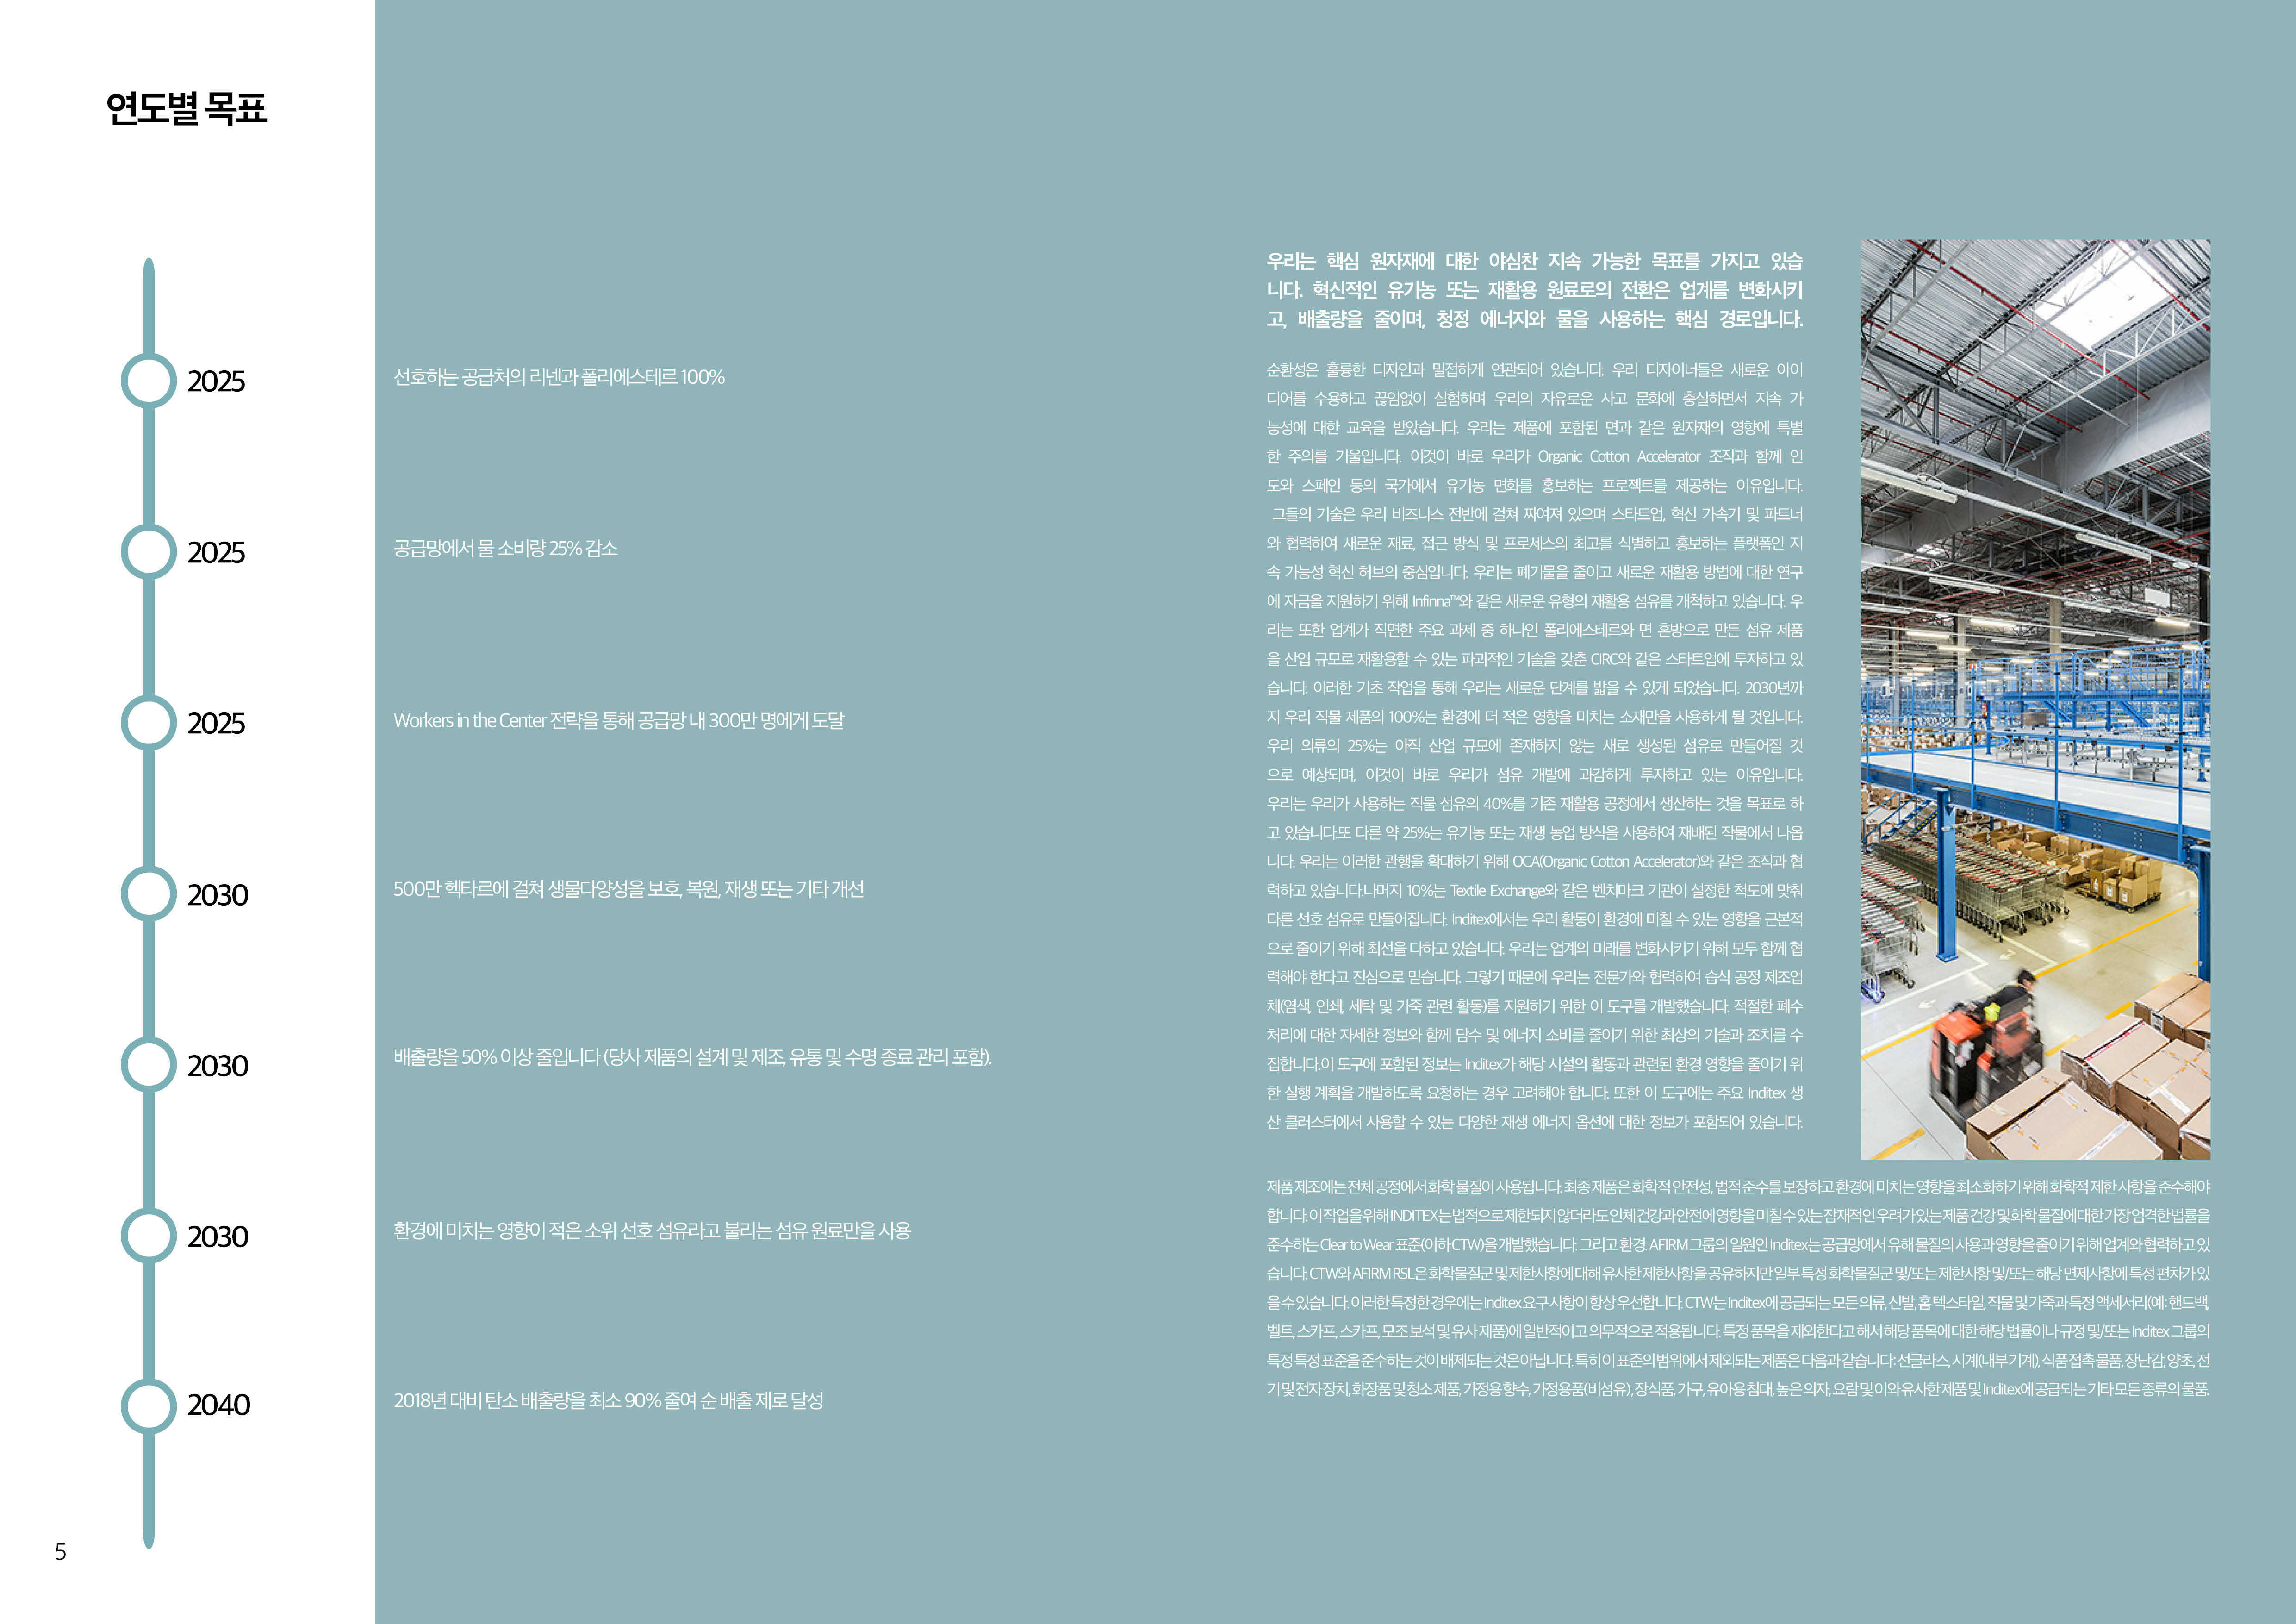 연도별 목표
2025
선호하는 공급처의 리넨과 폴리에스테르 100%
2025
공급망에서 물 소비량 25% 감소
2025
Workers in the Center 전략을 통해 공급망 내 300만 명에게 도달
2030
500만 헥타르에 걸쳐 생물다양성을 보호, 복원, 재생 또는 기타 개선
2030
배출량을 50% 이상 줄입니다 (당사 제품의 설계 및 제조, 유통 및 수명 종료 관리 포함).
2030
환경에 미치는 영향이 적은 소위 선호 섬유라고 불리는 섬유 원료만을 사용
2040
2018년 대비 탄소 배출량을 최소 90% 줄여 순 배출 제로 달성
5
우리는 핵심 원자재에 대한 야심찬 지속 가능한 목표를 가지고 있습
니다. 혁신적인 유기농 또는 재활용 원료로의 전환은 업계를 변화시키
고, 배출량을 줄이며, 청정 에너지와 물을 사용하는 핵심 경로입니다.
순환성은 훌륭한 디자인과 밀접하게 연관되어 있습니다. 우리 디자이너들은 새로운 아이
디어를 수용하고 끊임없이 실험하며 우리의 자유로운 사고 문화에 충실하면서 지속 가
능성에 대한 교육을 받았습니다. 우리는 제품에 포함된 면과 같은 원자재의 영향에 특별
한 주의를 기울입니다. 이것이 바로 우리가 Organic Cotton Accelerator 조직과 함께 인
도와 스페인 등의 국가에서 유기농 면화를 홍보하는 프로젝트를 제공하는 이유입니다.
그들의 기술은 우리 비즈니스 전반에 걸쳐 짜여져 있으며 스타트업, 혁신 가속기 및 파트너
와 협력하여 새로운 재료, 접근 방식 및 프로세스의 최고를 식별하고 홍보하는 플랫폼인 지
속 가능성 혁신 허브의 중심입니다. 우리는 폐기물을 줄이고 새로운 재활용 방법에 대한 연구
에 자금을 지원하기 위해 Infinna™와 같은 새로운 유형의 재활용 섬유를 개척하고 있습니다. 우
리는 또한 업계가 직면한 주요 과제 중 하나인 폴리에스테르와 면 혼방으로 만든 섬유 제품
을 산업 규모로 재활용할 수 있는 파괴적인 기술을 갖춘 CIRC와 같은 스타트업에 투자하고 있
습니다. 이러한 기초 작업을 통해 우리는 새로운 단계를 밟을 수 있게 되었습니다. 2030년까
지 우리 직물 제품의 100%는 환경에 더 적은 영향을 미치는 소재만을 사용하게 될 것입니다.
우리 의류의 25%는 아직 산업 규모에 존재하지 않는 새로 생성된 섬유로 만들어질 것
으로 예상되며, 이것이 바로 우리가 섬유 개발에 과감하게 투자하고 있는 이유입니다.
우리는 우리가 사용하는 직물 섬유의 40%를 기존 재활용 공정에서 생산하는 것을 목표로 하
고 있습니다.또 다른 약 25%는 유기농 또는 재생 농업 방식을 사용하여 재배된 작물에서 나옵
니다. 우리는 이러한 관행을 확대하기 위해 OCA(Organic Cotton Accelerator)와 같은 조직과 협
력하고 있습니다.나머지 10%는 Textile Exchange와 같은 벤치마크 기관이 설정한 척도에 맞춰
다른 선호 섬유로 만들어집니다. Inditex에서는 우리 활동이 환경에 미칠 수 있는 영향을 근본적
으로 줄이기 위해 최선을 다하고 있습니다. 우리는 업계의 미래를 변화시키기 위해 모두 함께 협
력해야 한다고 진심으로 믿습니다. 그렇기 때문에 우리는 전문가와 협력하여 습식 공정 제조업
체(염색, 인쇄, 세탁 및 가죽 관련 활동)를 지원하기 위한 이 도구를 개발했습니다. 적절한 폐수
처리에 대한 자세한 정보와 함께 담수 및 에너지 소비를 줄이기 위한 최상의 기술과 조치를 수
집합니다.이 도구에 포함된 정보는 Inditex가 해당 시설의 활동과 관련된 환경 영향을 줄이기 위
한 실행 계획을 개발하도록 요청하는 경우 고려해야 합니다. 또한 이 도구에는 주요 Inditex 생
산 클러스터에서 사용할 수 있는 다양한 재생 에너지 옵션에 대한 정보가 포함되어 있습니다.
제품 제조에는 전체 공정에서 화학 물질이 사용됩니다. 최종 제품은 화학적 안전성, 법적 준수를 보장하고 환경에 미치는 영향을 최소화하기 위해 화학적 제한 사항을 준수해야
합니다. 이 작업을 위해 INDITEX는 법적으로 제한되지 않더라도 인체 건강과 안전에 영향을 미칠 수 있는 잠재적인 우려가 있는 제품 건강 및 화학 물질에 대한 가장 엄격한 법률을
준수하는 Clear to Wear 표준(이하 CTW)을 개발했습니다. 그리고 환경. AFIRM 그룹의 일원인 Inditex는 공급망에서 유해 물질의 사용과 영향을 줄이기 위해 업계와 협력하고 있
습니다. CTW와 AFIRM RSL은 화학물질군 및 제한사항에 대해 유사한 제한사항을 공유하지만 일부 특정 화학물질군 및/또는 제한사항 및/또는 해당 면제사항에 특정 편차가 있
을 수 있습니다. 이러한 특정한 경우에는 Inditex 요구 사항이 항상 우선합니다. CTW는 Inditex에 공급되는 모든 의류, 신발, 홈 텍스타일, 직물 및 가죽과 특정 액세서리(예: 핸드백,
벨트, 스카프, 스카프, 모조 보석 및 유사 제품)에 일반적이고 의무적으로 적용됩니다. 특정 품목을 제외한다고 해서 해당 품목에 대한 해당 법률이나 규정 및/또는 Inditex 그룹의
특정 특정 표준을 준수하는 것이 배제되는 것은 아닙니다. 특히 이 표준의 범위에서 제외되는 제품은 다음과 같습니다: 선글라스, 시계(내부 기계), 식품 접촉 물품, 장난감, 양초, 전
기 및 전자 장치, 화장품 및 청소 제품, 가정용 향수, 가정용품(비섬유), 장식품, 가구, 유아용 침대, 높은 의자, 요람 및 이와 유사한 제품 및 Inditex에 공급되는 기타 모든 종류의 물품.